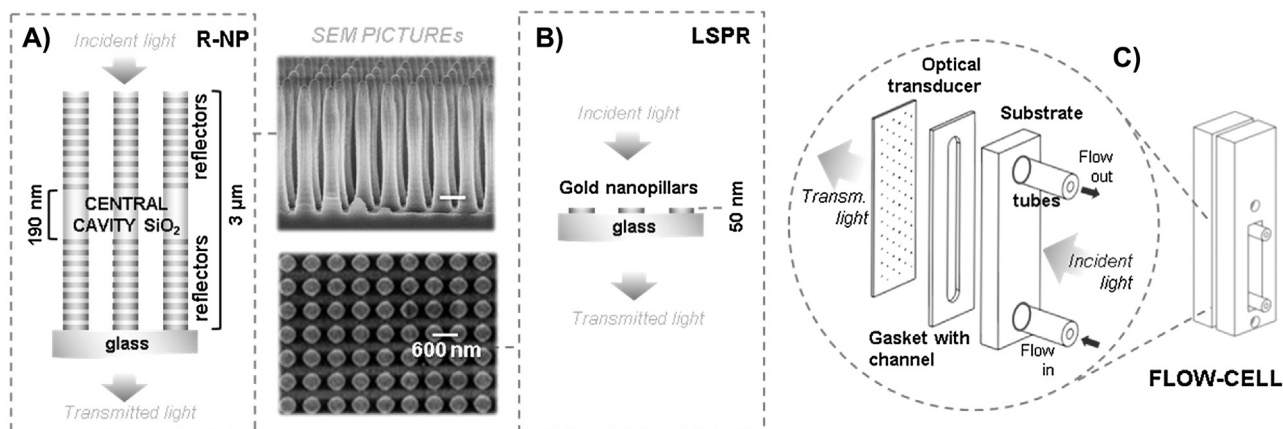 A)
R-NP
Incident light
reflectors
190 nm
CENTRAL
CAVITY SiO₂
3 µm
reflectors
glass
Transmitted light
SEM PICTUREs
600 nm
B)
LSPR
Incident light
Gold nanopillars
glass
50 nm
Transmitted light
C)
Optical
transducer
Substrate
Flow
out
tubes
Transm.
light
Incident
light
Gasket with
channel
Flow
in
FLOW-CELL